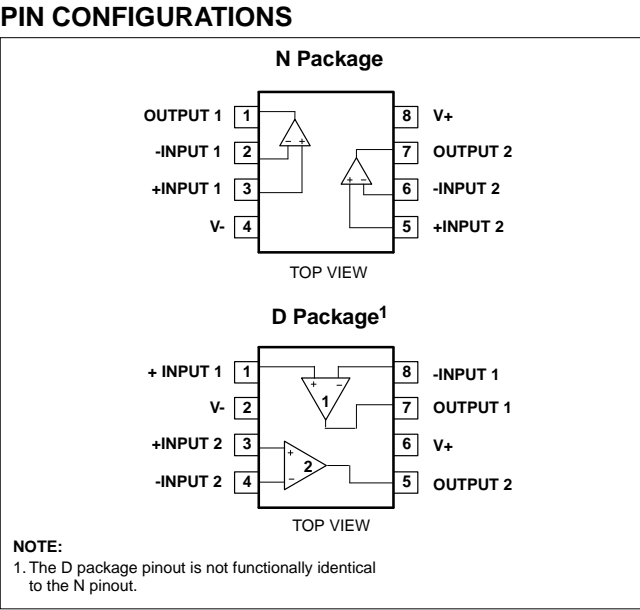 PIN CONFIGURATIONS
N Package
OUTPUT 1 1
-INPUT 1 2
+INPUT 1 3
V- 4
8 V+
7 OUTPUT 2
6 -INPUT 2
5 +INPUT 2
− +
+ −
TOP VIEW
D Package1
+ INPUT 1 1
V- 2
+INPUT 2 3
-INPUT 2 4
8 -INPUT 1
7 OUTPUT 1
6 V+
5 OUTPUT 2
+ −
1
+
2
−
TOP VIEW
NOTE:
1. The D package pinout is not functionally identical
to the N pinout.